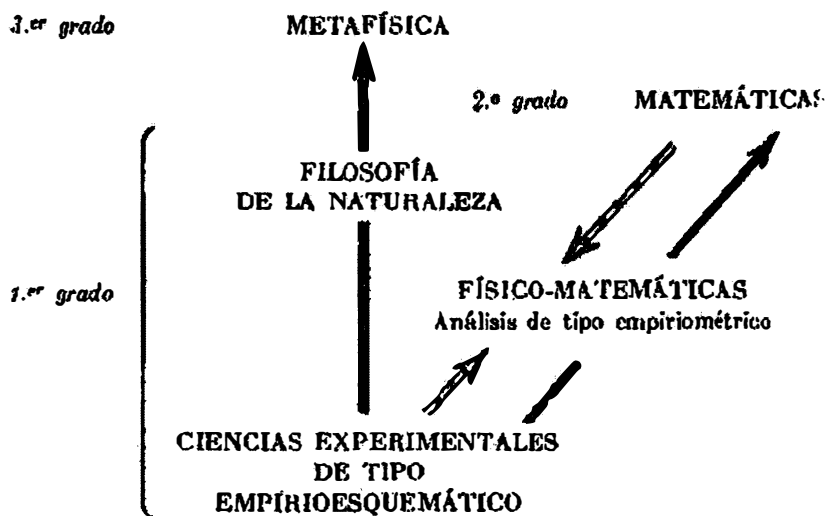 3.er grado METAFÍSICA
2.º grado MATEMÁTICAS
FILOSOFÍA
DE LA NATURALEZA
1.er grado
FÍSICO-MATEMÁTICAS
Análisis de tipo empiriométrico
CIENCIAS EXPERIMENTALES
DE TIPO
EMPÍRIOESQUEMÁTICO